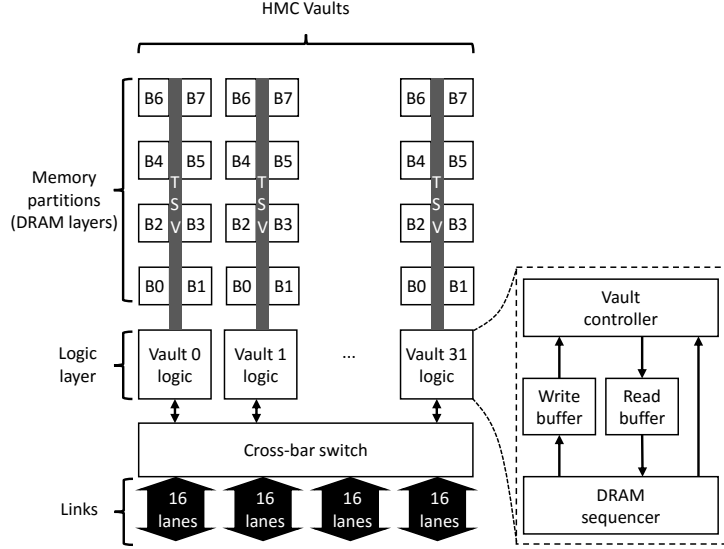 HMC Vaults
B6 B7 B6 B7 B6 B7
B4 B5 B4 B5 B4 B5
Memory
partitions
(DRAM layers)
T
S
V
T
S
V
T
S
V
B2 B3 B2 B3 B2 B3
B0 B1 B0 B1 B0 B1
Logic
layer
Vault 0
logic
Vault 1
logic
...
Vault 31
logic
Cross-bar switch
Links
16
lanes
16
lanes
16
lanes
16
lanes
Vault
controller
Write
buffer
Read
buffer
DRAM
sequencer